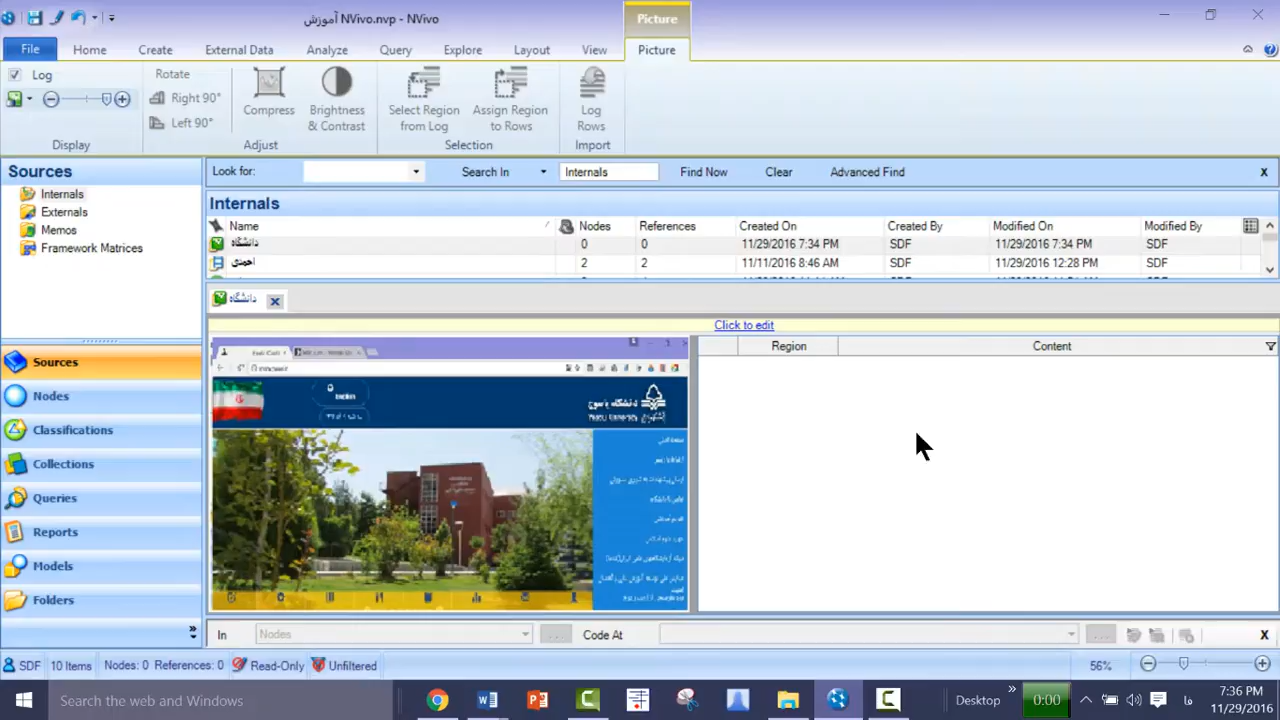 آموزش NVivo.nvp - NVivo
Picture
File Home Create External Data Analyze Query Explore Layout View Picture
Log
Rotate
Right 90°
Left 90°
Compress
Brightness
& Contrast
Select Region
from Log
Assign Region
to Rows
Log
Rows
Display
Adjust
Selection
Import
Sources
Internals
Externals
Memos
Framework Matrices
Look for: Search In Internals Find Now Clear Advanced Find x
Internals
Name Nodes References Created On Created By Modified On Modified By
دانشگاه 0 0 11/29/2016 7:34 PM SDF 11/29/2016 7:34 PM SDF
احمدی 2 2 11/11/2016 8:46 AM SDF 11/29/2016 12:28 PM SDF
دانشگاه
Click to edit
Region Content
دانشگاه یاسوج
صفحه اصلی
Sources
Nodes
Classifications
Collections
Queries
Reports
Models
Folders
In Nodes ... Code At ... x
SDF 10 Items Nodes: 0 References: 0 Read-Only Unfiltered 56%
Search the web and Windows
Desktop
0:00
فا
7:36 PM
11/29/2016